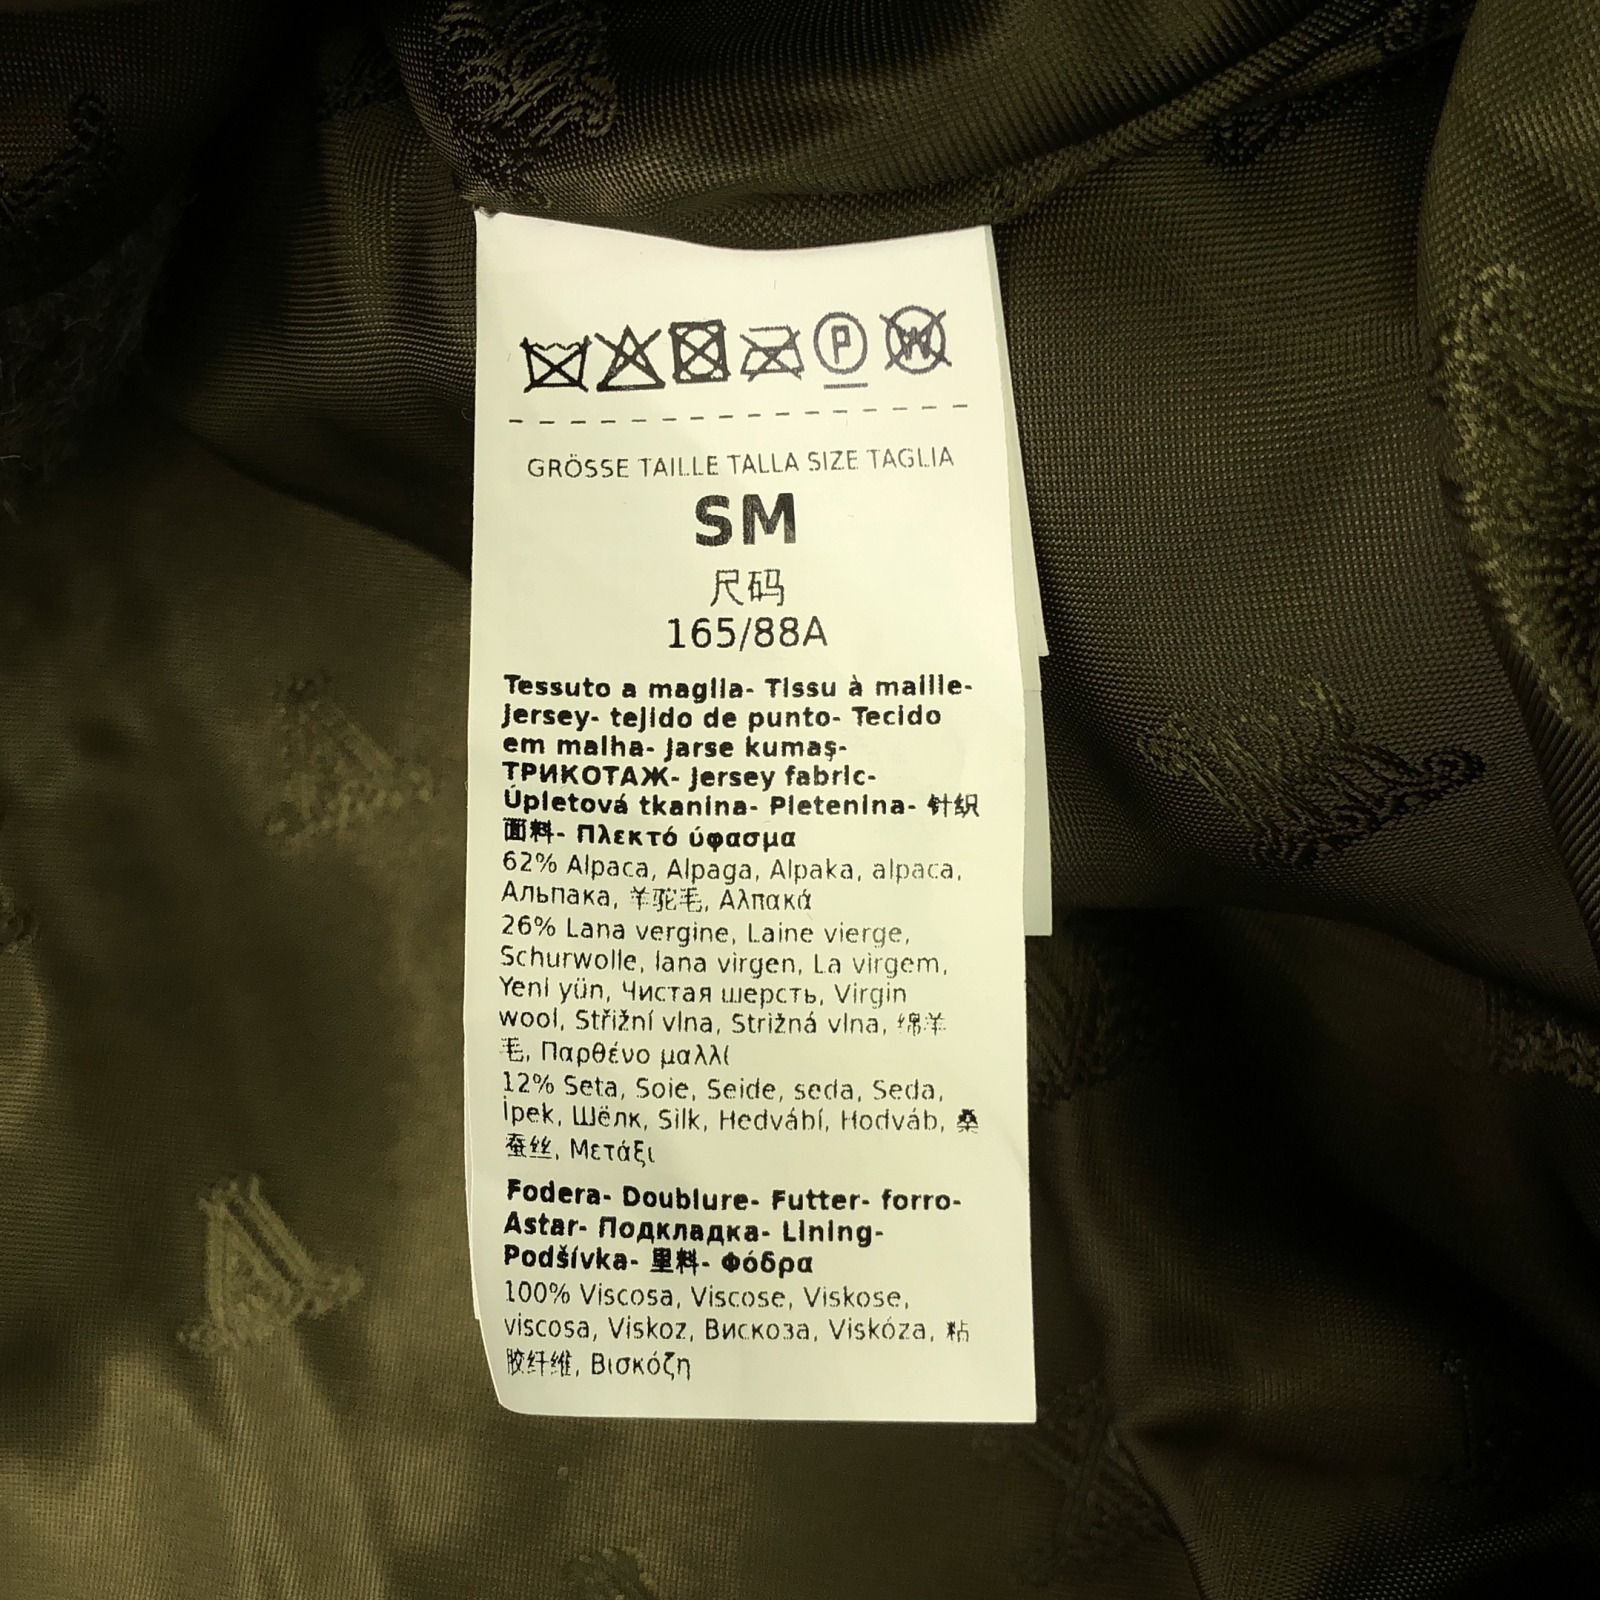 P
W
GRÖSSE TAILLE TALLA SIZE TAGLIA
SM
尺码
165/88A
Tessuto a maglia- Tissu à maille-
Jersey- tejido de punto- Tecido
em malha- Jarse kumaş-
ТРИКОТАЖ- Jersey fabric-
Úpletová tkanina- Pletenina- 针织
面料- Πλεκτό ύφασμα
62% Alpaca, Alpaga, Alpaka, alpaca,
Альпака, 羊驼毛, Αλπακά
26% Lana vergine, Laine vierge,
Schurwolle, lana virgen, La virgem,
Yeni yün, Чистая шерсть, Virgin
wool, Střižní vlna, Strižná vlna, 绵羊
毛, Παρθένο μαλλί
12% Seta, Soie, Seide, seda, Seda,
İpek, Шёлк, Silk, Hedvábí, Hodváb, 桑
蚕丝, Μετάξι
Fodera- Doublure- Futter- forro-
Astar- Подкладка- Lining-
Podšívka- 里料- Φόδρα
100% Viscosa, Viscose, Viskose,
viscosa, Viskoz, Вискоза, Viskóza, 粘
胶纤维, Βισκόζη